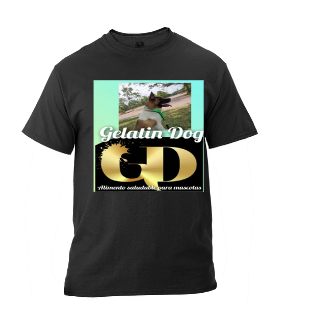 Gelatin Dog
GD
Alimento saludable para mascotas